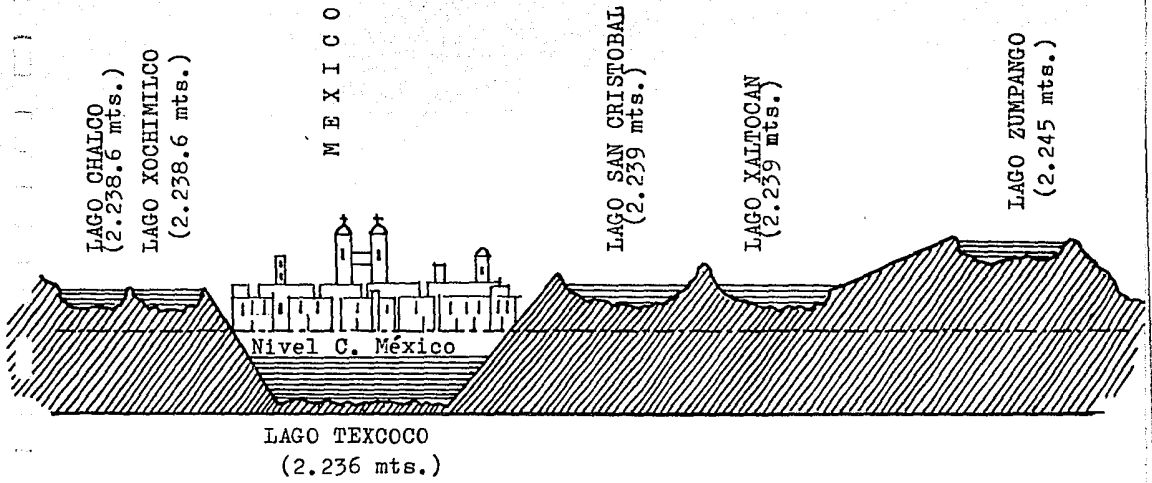 LAGO CHALCO
(2.238.6 mts.)
LAGO XOCHIMILCO
(2.238.6 mts.)
MEXICO
LAGO SAN CRISTOBAL
(2.239 mts.)
LAGO XALTOCAN
(2.239 mts.)
LAGO ZUMPANGO
(2.245 mts.)
Nivel C. México
LAGO TEXCOCO
(2.236 mts.)